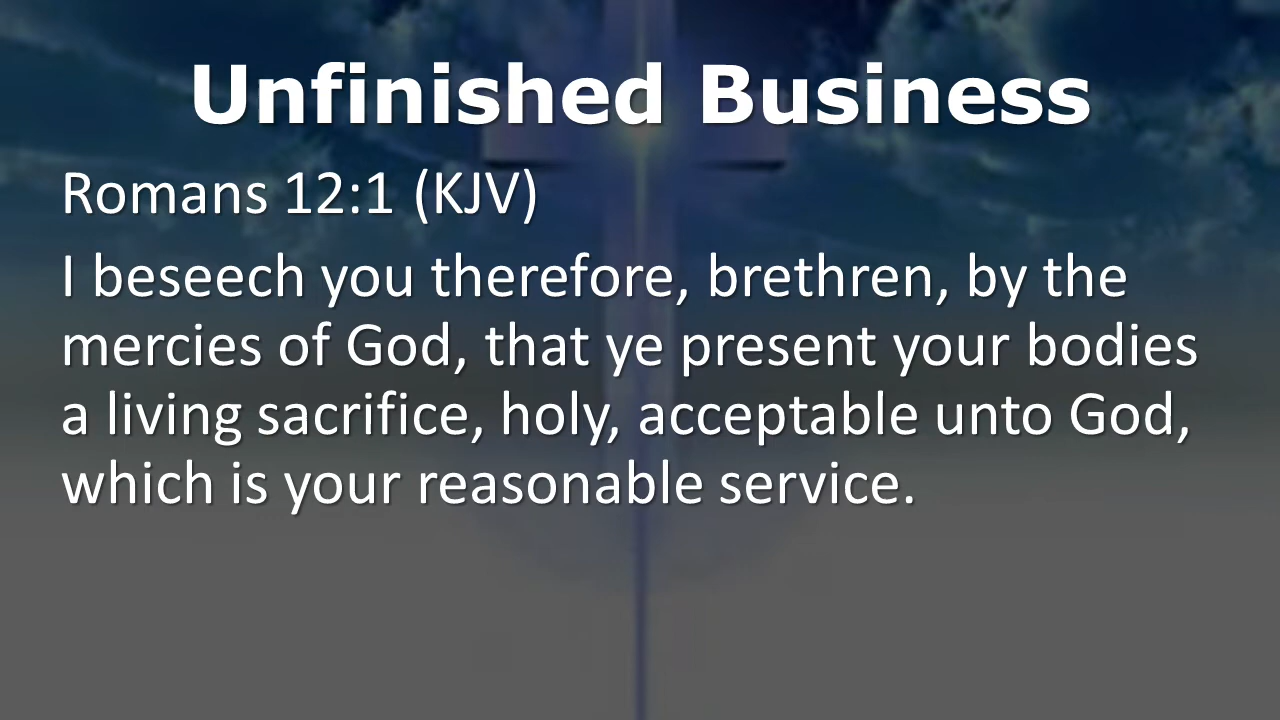 Unfinished Business
Romans 12:1 (KJV)
I beseech you therefore, brethren, by the
mercies of God, that ye present your bodies
a living sacrifice, holy, acceptable unto God,
which is your reasonable service.